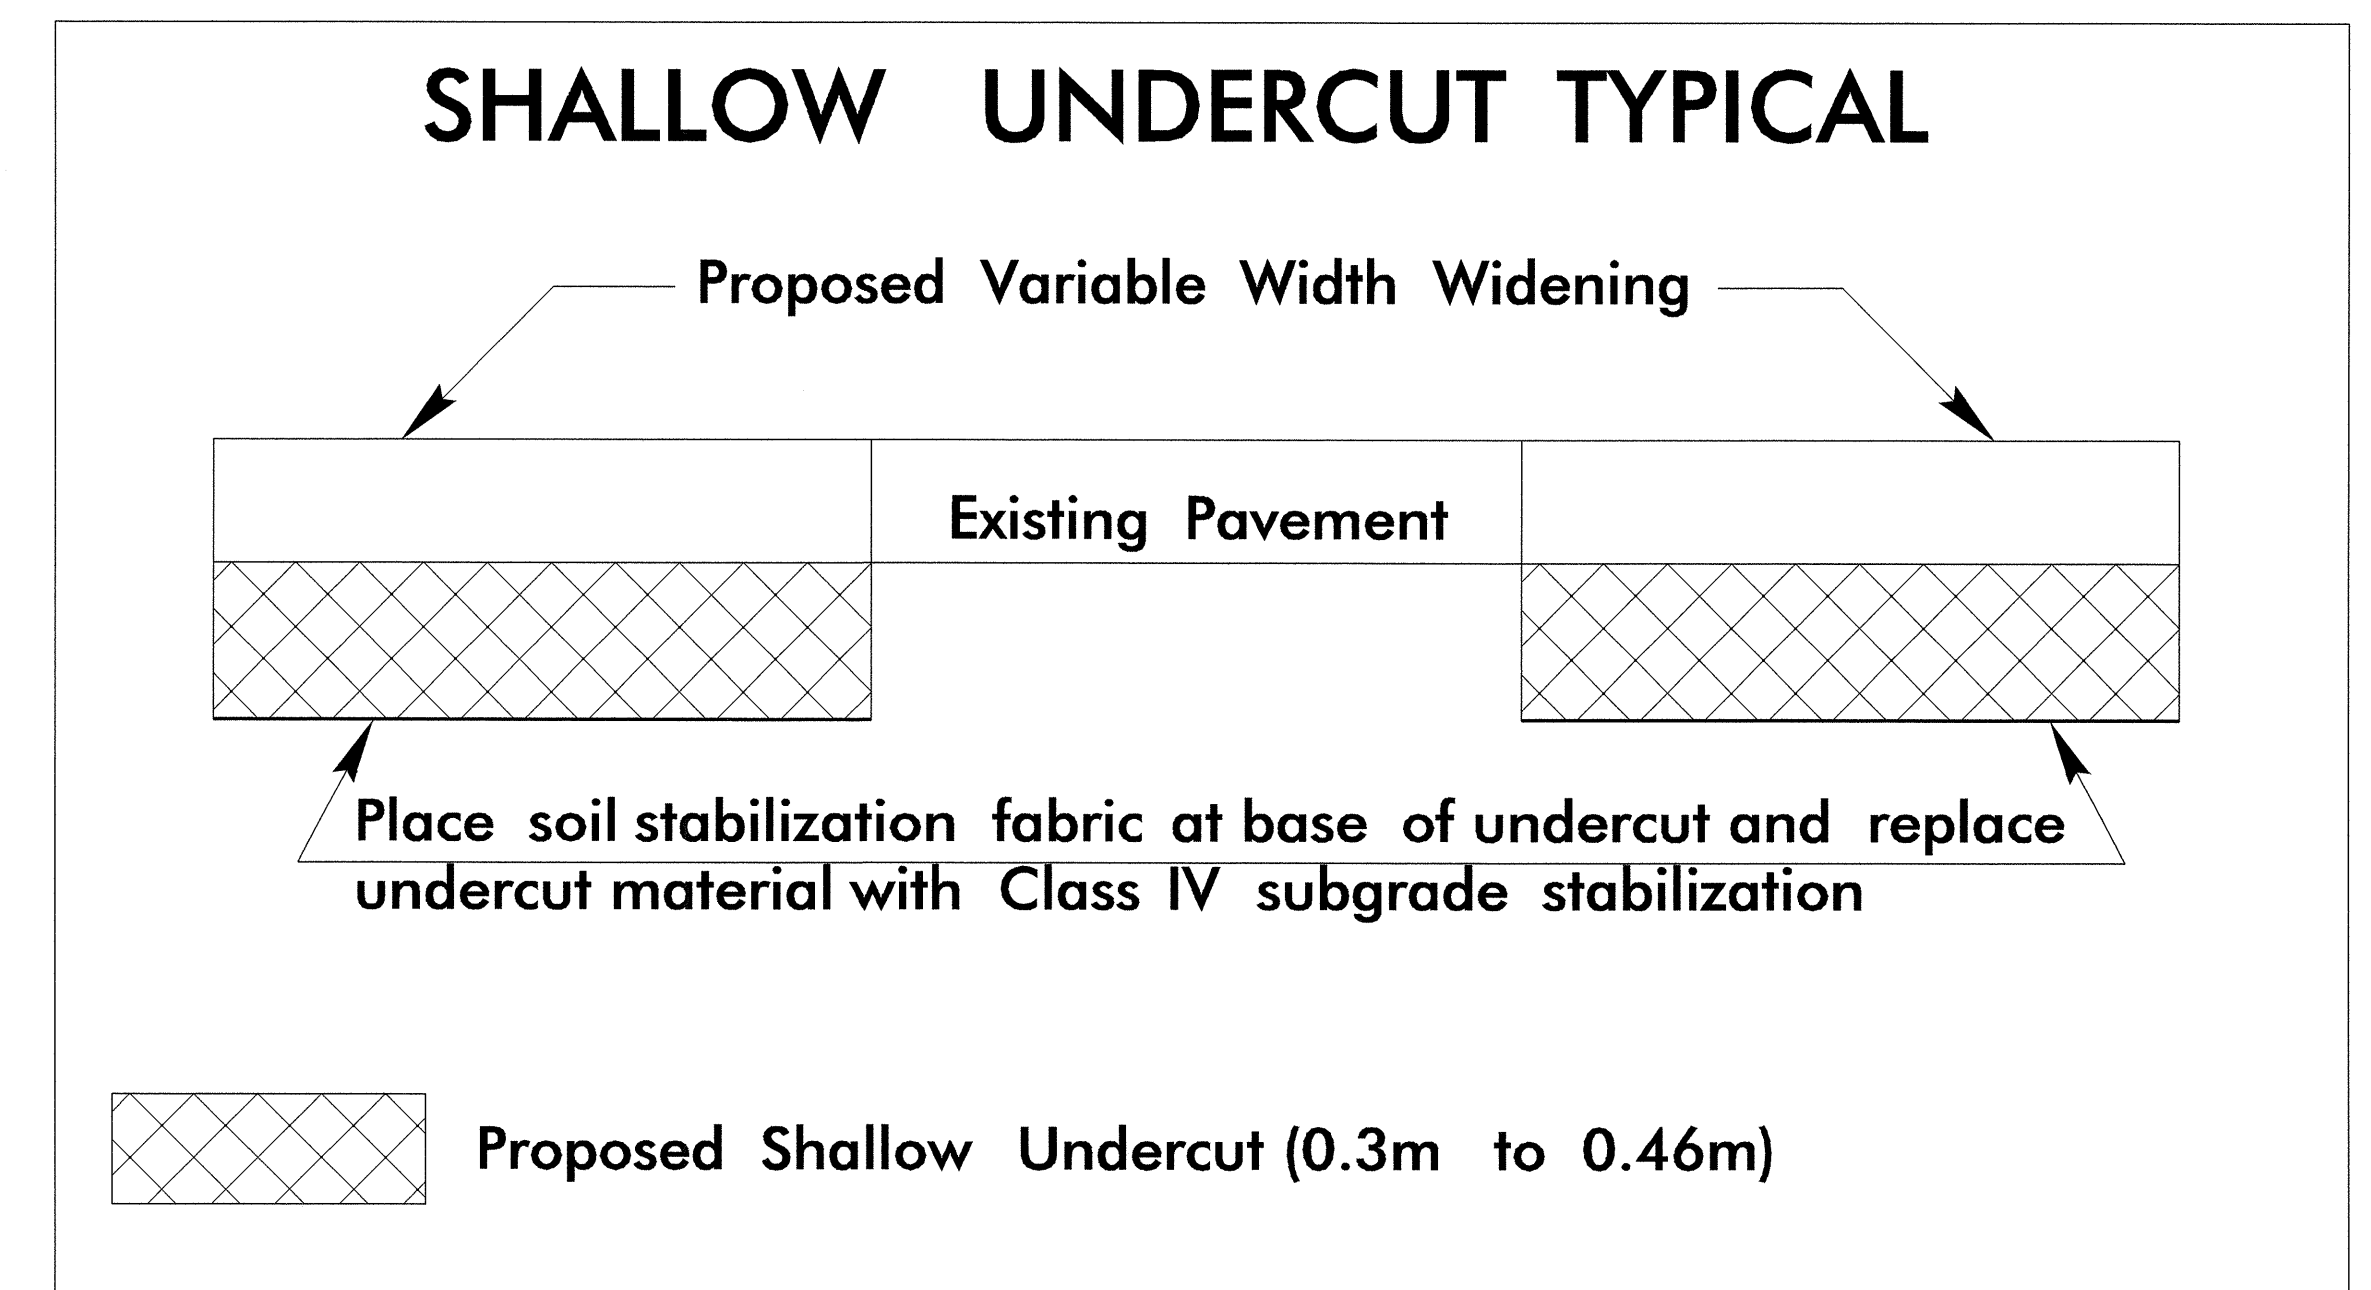 SHALLOW UNDERCUT TYPICAL
Proposed Variable Width Widening
Existing Pavement
Place soil stabilization fabric at base of undercut and replace
undercut material with Class IV subgrade stabilization
Proposed Shallow Undercut (0.3m to 0.46m)